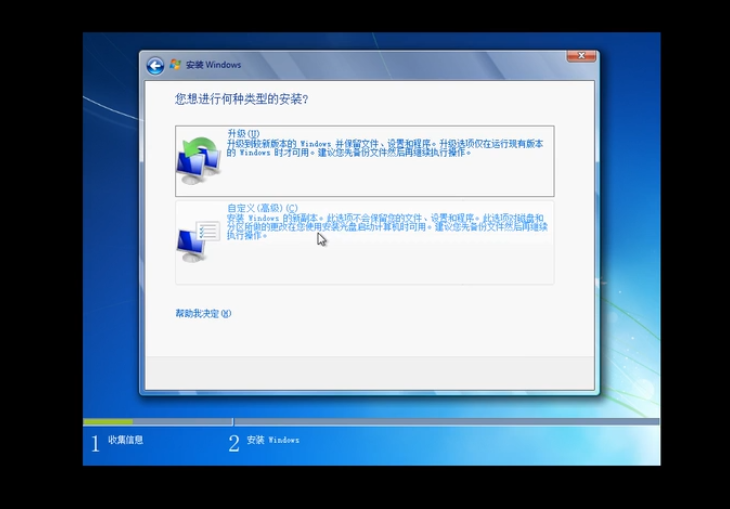 安装 Windows
您想进行何种类型的安装?
升级(U)
升级到较新版本的 Windows 并保留文件、设置和程序。升级选项仅在运行现有版本
的 Windows 时才可用。建议您先备份文件然后再继续执行操作。
自定义(高级)(C)
安装 Windows 的新副本。此选项不会保留您的文件、设置和程序。此选项对磁盘和
分区所做的更改在您使用安装光盘启动计算机时可用。建议您先备份文件然后再继续
执行操作。
帮助我决定(H)
1 收集信息
2 安装 Windows